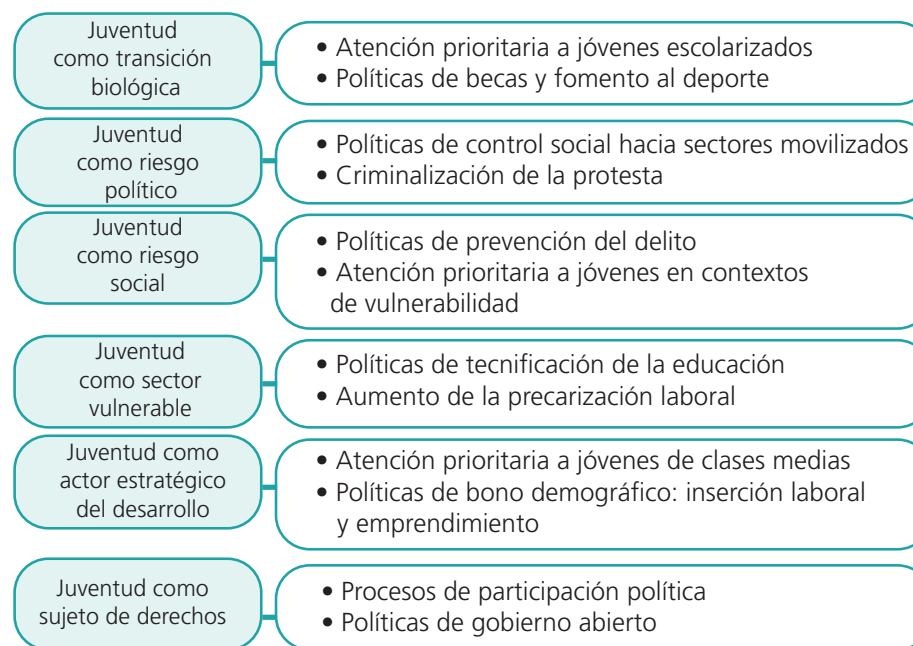 Juventud
como transición
biológica
• Atención prioritaria a jóvenes escolarizados
• Políticas de becas y fomento al deporte
Juventud
como riesgo
político
• Políticas de control social hacia sectores movilizados
• Criminalización de la protesta
Juventud
como riesgo
social
• Políticas de prevención del delito
• Atención prioritaria a jóvenes en contextos
de vulnerabilidad
Juventud
como sector
vulnerable
• Políticas de tecnificación de la educación
• Aumento de la precarización laboral
Juventud como
actor estratégico
del desarrollo
• Atención prioritaria a jóvenes de clases medias
• Políticas de bono demográfico: inserción laboral
y emprendimiento
Juventud como
sujeto de derechos
• Procesos de participación política
• Políticas de gobierno abierto